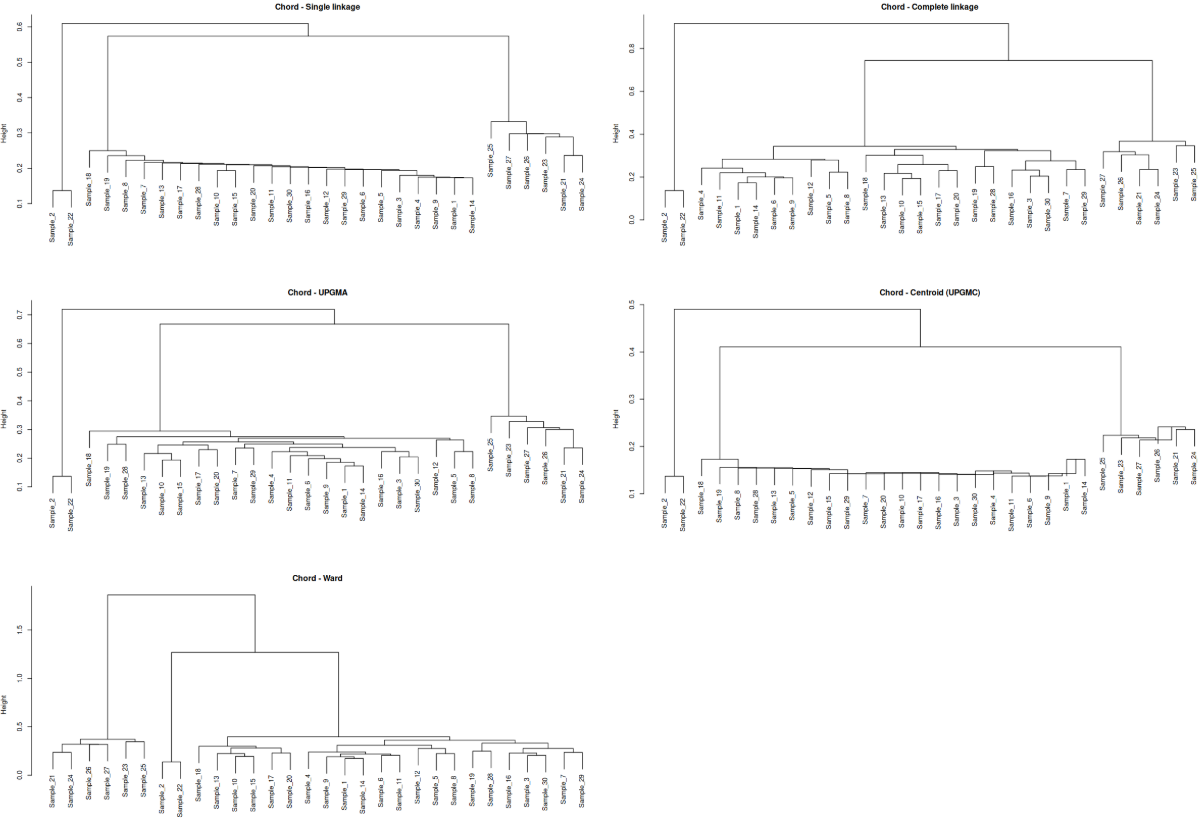 Chord - Single linkage
Height
0.1 0.2 0.3 0.4 0.5 0.6
Sample_2
Sample_22
Sample_18
Sample_19
Sample_8
Sample_7
Sample_13
Sample_17
Sample_28
Sample_10
Sample_15
Sample_20
Sample_11
Sample_30
Sample_16
Sample_12
Sample_29
Sample_6
Sample_5
Sample_3
Sample_4
Sample_9
Sample_1
Sample_14
Sample_25
Sample_27
Sample_26
Sample_23
Sample_21
Sample_24
Chord - Complete linkage
Height
0.0 0.2 0.4 0.6 0.8
Sample_2
Sample_22
Sample_4
Sample_11
Sample_1
Sample_14
Sample_6
Sample_9
Sample_12
Sample_5
Sample_8
Sample_18
Sample_13
Sample_10
Sample_15
Sample_17
Sample_20
Sample_19
Sample_28
Sample_16
Sample_3
Sample_30
Sample_7
Sample_29
Sample_27
Sample_26
Sample_21
Sample_24
Sample_23
Sample_25
Chord - UPGMA
Height
0.1 0.2 0.3 0.4 0.5 0.6 0.7
Sample_2
Sample_22
Sample_18
Sample_19
Sample_28
Sample_13
Sample_10
Sample_15
Sample_17
Sample_20
Sample_7
Sample_29
Sample_4
Sample_11
Sample_6
Sample_9
Sample_1
Sample_14
Sample_16
Sample_3
Sample_30
Sample_12
Sample_5
Sample_8
Sample_25
Sample_23
Sample_27
Sample_26
Sample_21
Sample_24
Chord - Centroid (UPGMC)
Height
0.1 0.2 0.3 0.4 0.5
Sample_2
Sample_22
Sample_18
Sample_19
Sample_8
Sample_28
Sample_13
Sample_5
Sample_12
Sample_15
Sample_29
Sample_7
Sample_20
Sample_10
Sample_17
Sample_16
Sample_3
Sample_30
Sample_4
Sample_11
Sample_6
Sample_9
Sample_1
Sample_14
Sample_25
Sample_23
Sample_27
Sample_26
Sample_21
Sample_24
Chord - Ward
Height
0.0 0.5 1.0 1.5
Sample_21
Sample_24
Sample_26
Sample_27
Sample_23
Sample_25
Sample_2
Sample_22
Sample_18
Sample_13
Sample_10
Sample_15
Sample_17
Sample_20
Sample_4
Sample_9
Sample_1
Sample_14
Sample_6
Sample_11
Sample_12
Sample_5
Sample_8
Sample_19
Sample_28
Sample_16
Sample_3
Sample_30
Sample_7
Sample_29